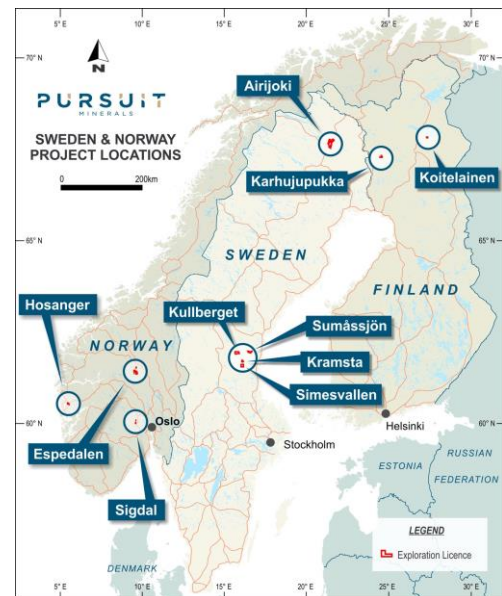 5°E
10°E
15°E
20°E
25°E
30°E
70°N
70°N
N
PURSUIT
MINERALS
SWEDEN & NORWAY
PROJECT LOCATIONS
0
200km
Airijoki
Karhujupukka
Koitelainen
65°N
65°N
SWEDEN
FINLAND
Hosanger
Kullberget
Sumåssjön
NORWAY
Kramsta
Simesvallen
60°N
60°N
Oslo
Helsinki
Espedalen
Stockholm
Sigdal
ESTONIA
RUSSIAN
FEDERATION
LEGEND
Exploration Licence
DENMARK
5°E
10°E
15°E
20°E
25°E